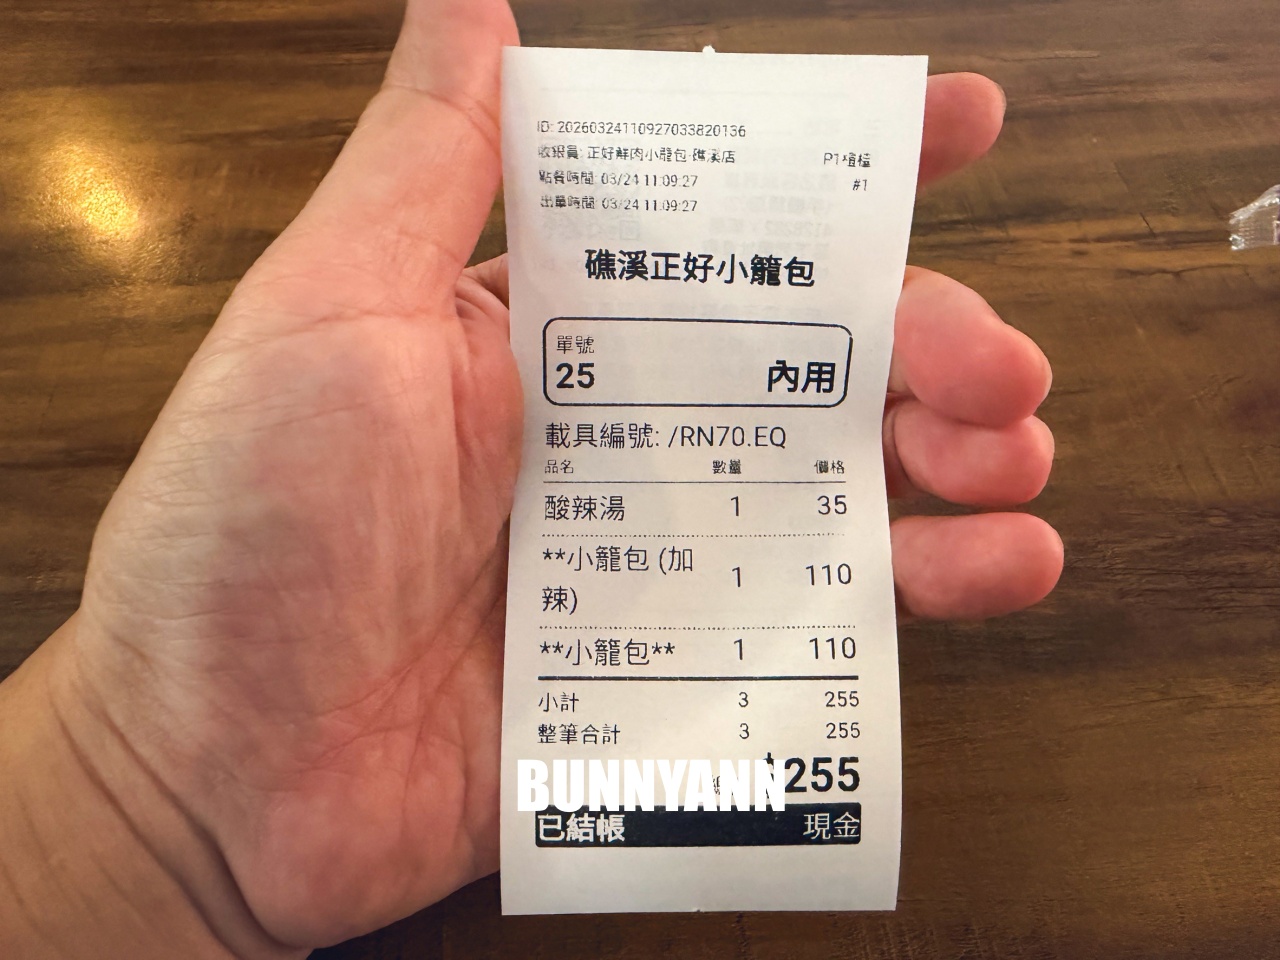 ID: 20260324110927033820136
收銀員: 正好鮮肉小籠包-礁溪店
P1櫃檯
點餐時間: 03/24 11:09:27
#1
出單時間: 03/24 11:09:27
礁溪正好小籠包
單號
25 內用
載具編號: /RN70.EQ
品名 數量 價格
酸辣湯 1 35
**小籠包 (加
辣) 1 110
**小籠包** 1 110
小計 3 255
整筆合計 3 255
255
BUNNYANN
已結帳 現金